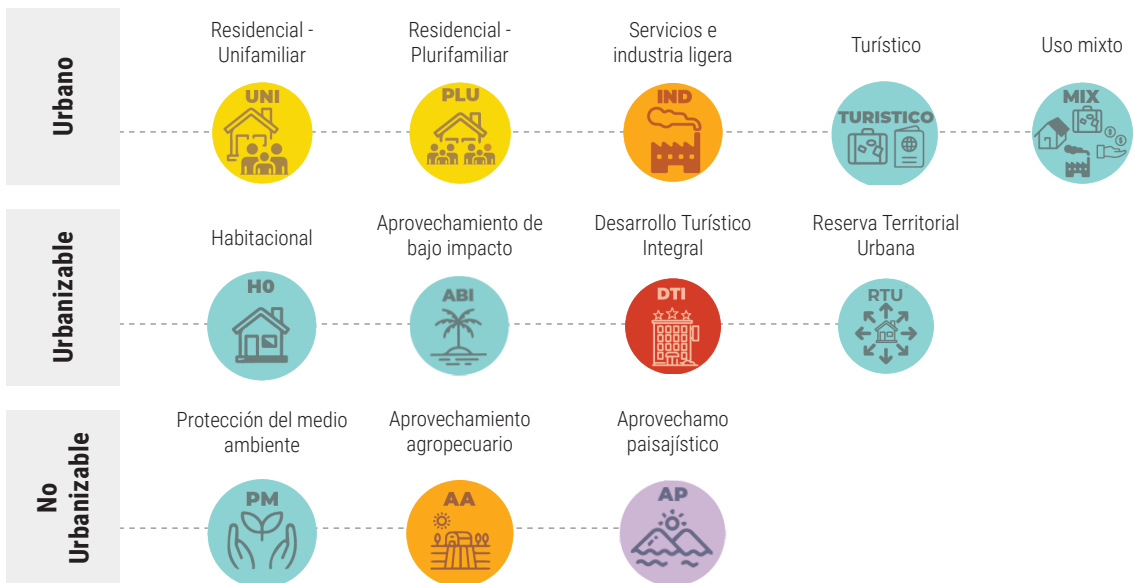 Urbano
Residencial -
Unifamiliar
Residencial -
Plurifamiliar
Servicios e
industria ligera
Turístico
Uso mixto
UNI
PLU
IND
TURISTICO
MIX
Urbanizable
Habitacional
Aprovechamiento de
bajo impacto
Desarrollo Turístico
Integral
Reserva Territorial
Urbana
H0
ABI
DTI
RTU
No
Urbanizable
Protección del medio
ambiente
Aprovechamiento
agropecuario
Aprovechamo
paisajístico
PM
AA
AP